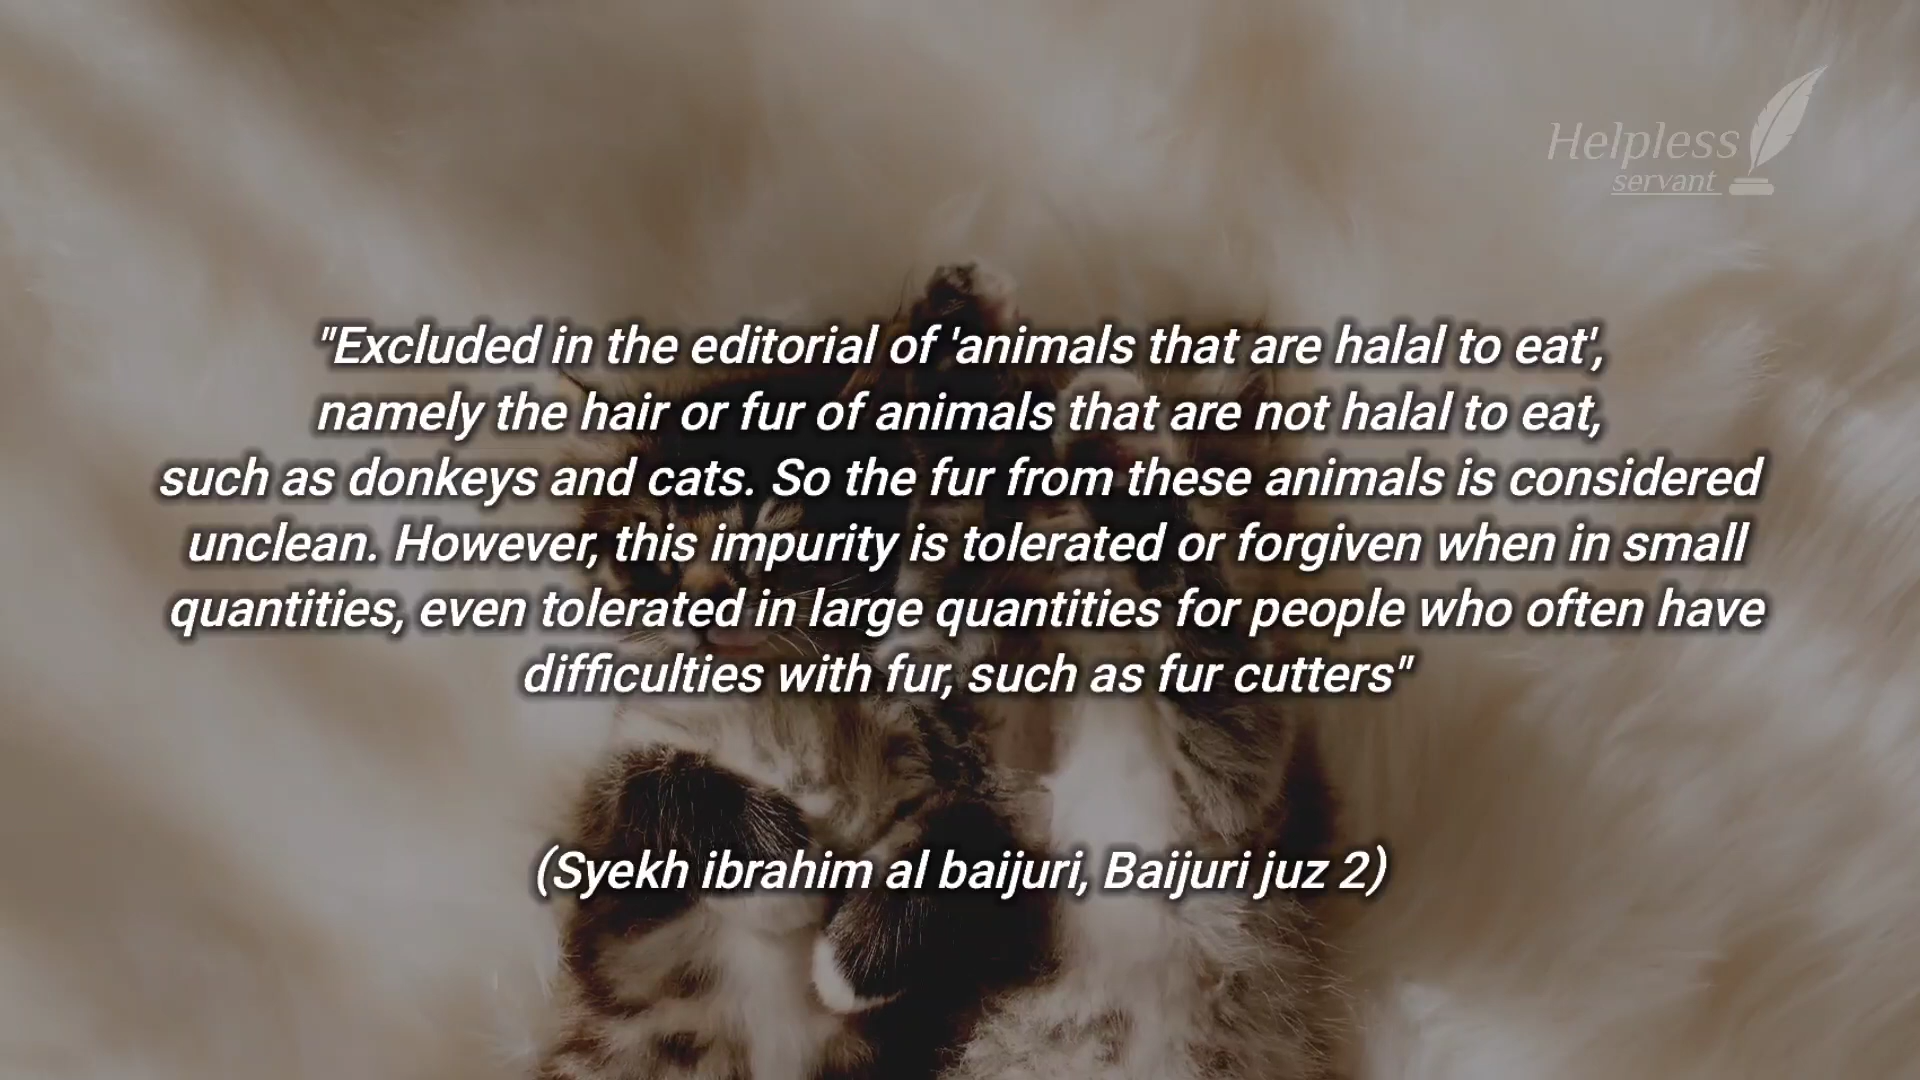 Helpless
servant
"Excluded in the editorial of 'animals that are halal to eat',
namely the hair or fur of animals that are not halal to eat,
such as donkeys and cats. So the fur from these animals is considered
unclean. However, this impurity is tolerated or forgiven when in small
quantities, even tolerated in large quantities for people who often have
difficulties with fur, such as fur cutters"
(Syekh ibrahim al baijuri, Baijuri juz 2)